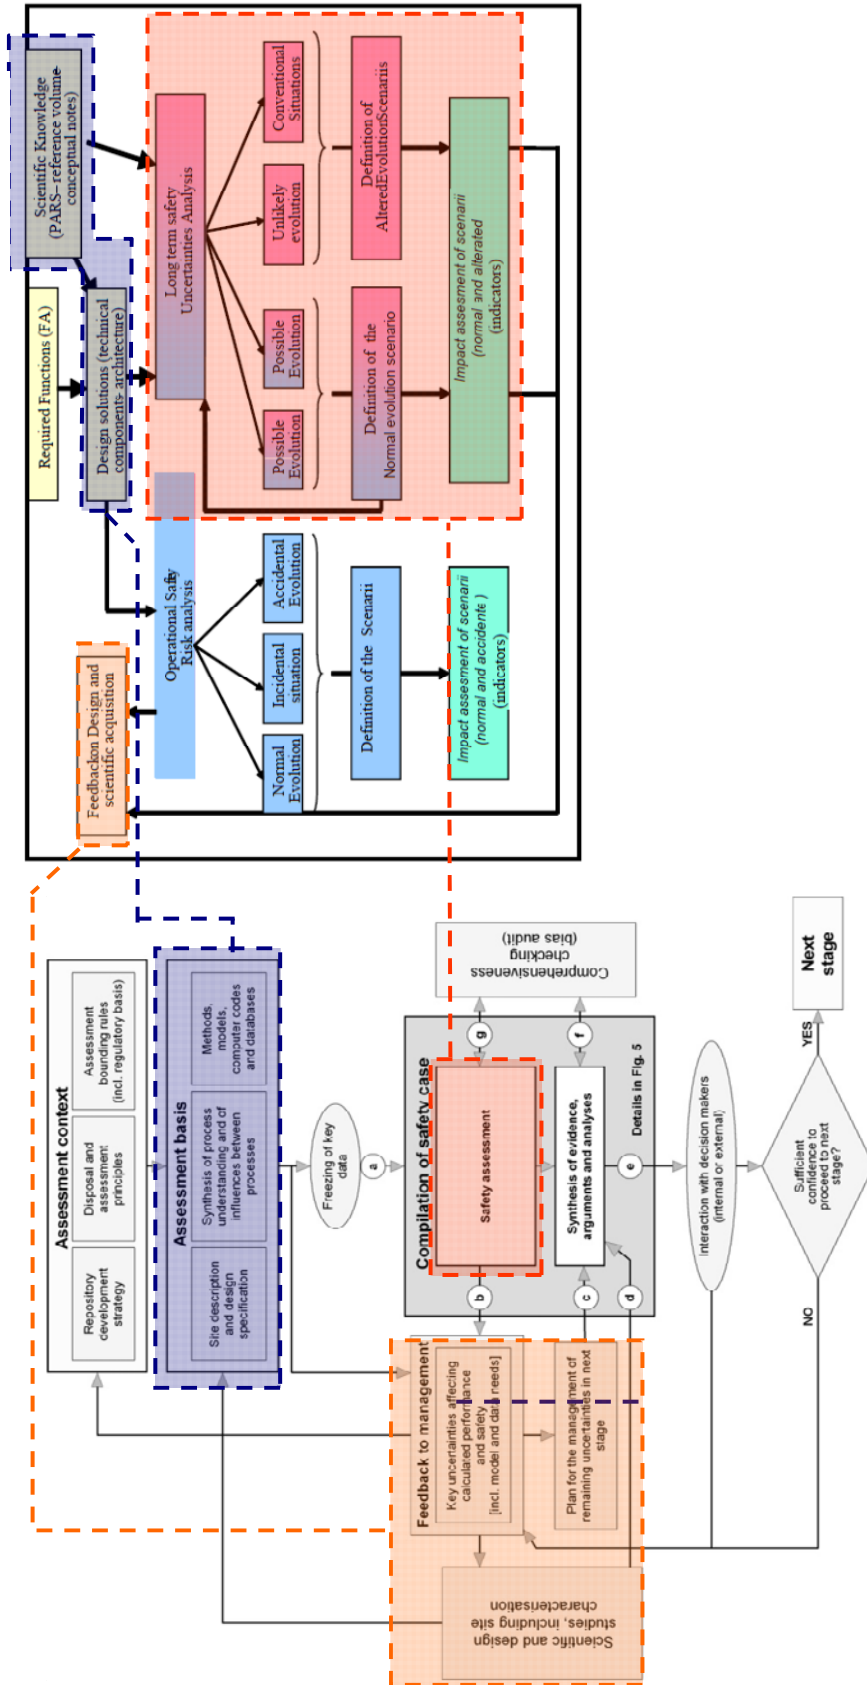 Assessment context
Repository
development
strategy
Disposal and
assessment
principles
Assessment
bounding rules
(incl. regulatory basis)
Assessment basis
Site description
and design
specification
Synthesis of process
understanding and of
influences between
processes
Methods,
models,
computer codes
and databases
Freezing of key
data
a
Compilation of safety case
Safety assessment
b
g
Synthesis of evidence,
arguments and analyses
c
f
d
e
Details in Fig. 5
Comprehensiveness
checking
(bias audit)
Feedback to management
Key uncertainties affecting
calculated performance
and safety
[incl. model and data needs]
Plan for the management of
remaining uncertainties in next
stage
Scientific and design
studies, including site
characterisation
Interaction with decision makers
(internal or external)
Sufficient
confidence to
proceed to next
stage?
NO
YES
Next
stage
Feedbackon Design and
scientific acquisition
Required Functions (FA)
Scientific Knowledge
(PARS–reference volume-
conceptual notes)
Design solutions (technical
components-architecture)
Operational Safty
Risk analysis
Long term safety
Uncertainties Analysis
Normal
Evolution
Incidental
situation
Accidental
Evolution
Possible
Evolution
Possible
Evolution
Unlikely
evolution
Conventional
Situations
Definition of the Scenarii
Definition of the
Normal evolution scenario
Definition of
AlteredEvolutionScenariis
Impact assesment of scenarii
(normal and accidente )
(indicators)
Impact assesment of scenarii
(normal and alterated
(indicators)